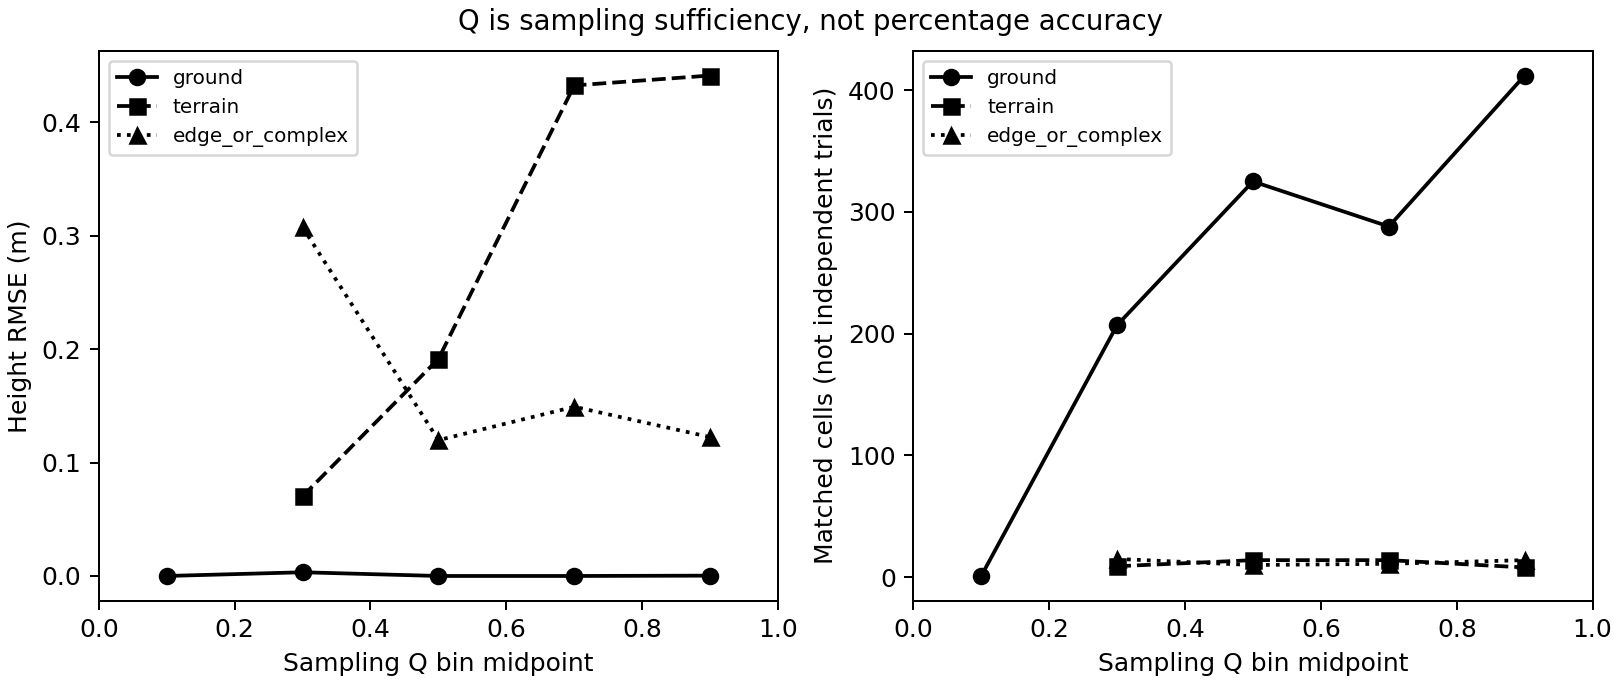 Q is sampling sufficiency, not percentage accuracy
ground
terrain
edge_or_complex
Height RMSE (m)
0.4
0.3
0.2
0.1
0.0
0.0 0.2 0.4 0.6 0.8 1.0
Sampling Q bin midpoint
ground
terrain
edge_or_complex
Matched cells (not independent trials)
400
300
200
100
0
0.0 0.2 0.4 0.6 0.8 1.0
Sampling Q bin midpoint